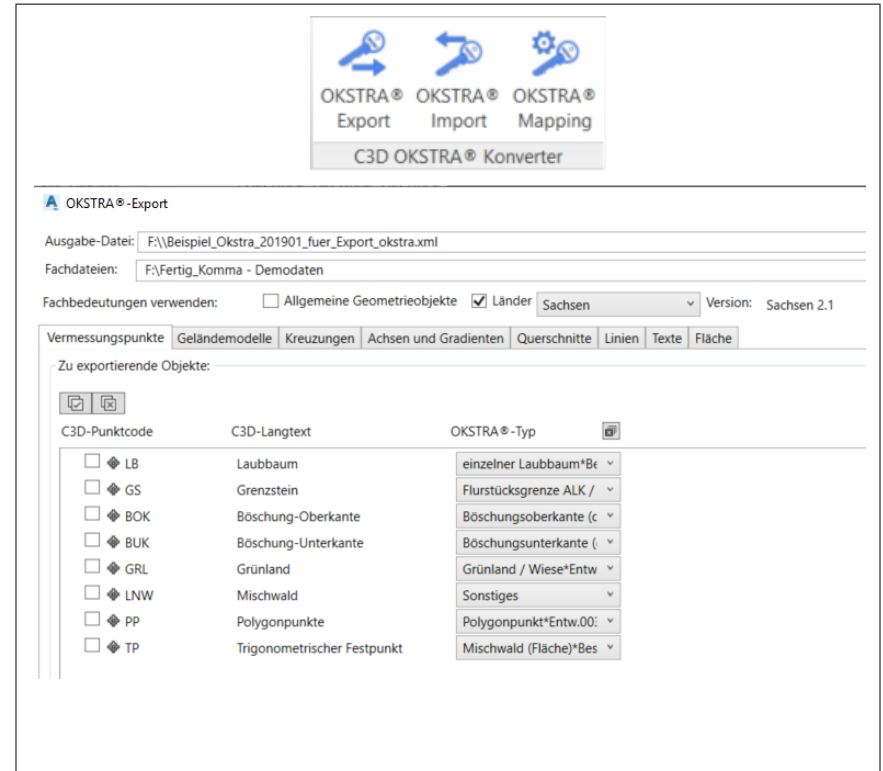 OKSTRA® OKSTRA® OKSTRA®
Export Import Mapping
C3D OKSTRA® Konverter
OKSTRA®-Export
Ausgabe-Datei: F:\\Beispiel_Okstra_201901_fuer_Export_okstra.xml
Fachdateien: F:\Fertig_Komma - Demodaten
Fachbedeutungen verwenden: Allgemeine Geometrieobjekte Länder Sachsen Version: Sachsen 2.1
Vermessungspunkte Geländemodelle Kreuzungen Achsen und Gradienten Querschnitte Linien Texte Fläche
Zu exportierende Objekte:
C3D-Punktcode C3D-Langtext OKSTRA®-Typ
LB Laubbaum einzelner Laubbaum*Be
GS Grenzstein Flurstücksgrenze ALK /
BOK Böschung-Oberkante Böschungsoberkante (
BUK Böschung-Unterkante Böschungsunterkante (
GRL Grünland Grünland / Wiese*Entw
LNW Mischwald Sonstiges
PP Polygonpunkte Polygonpunkt*Entw.00
TP Trigonometrischer Festpunkt Mischwald (Fläche)*Bes